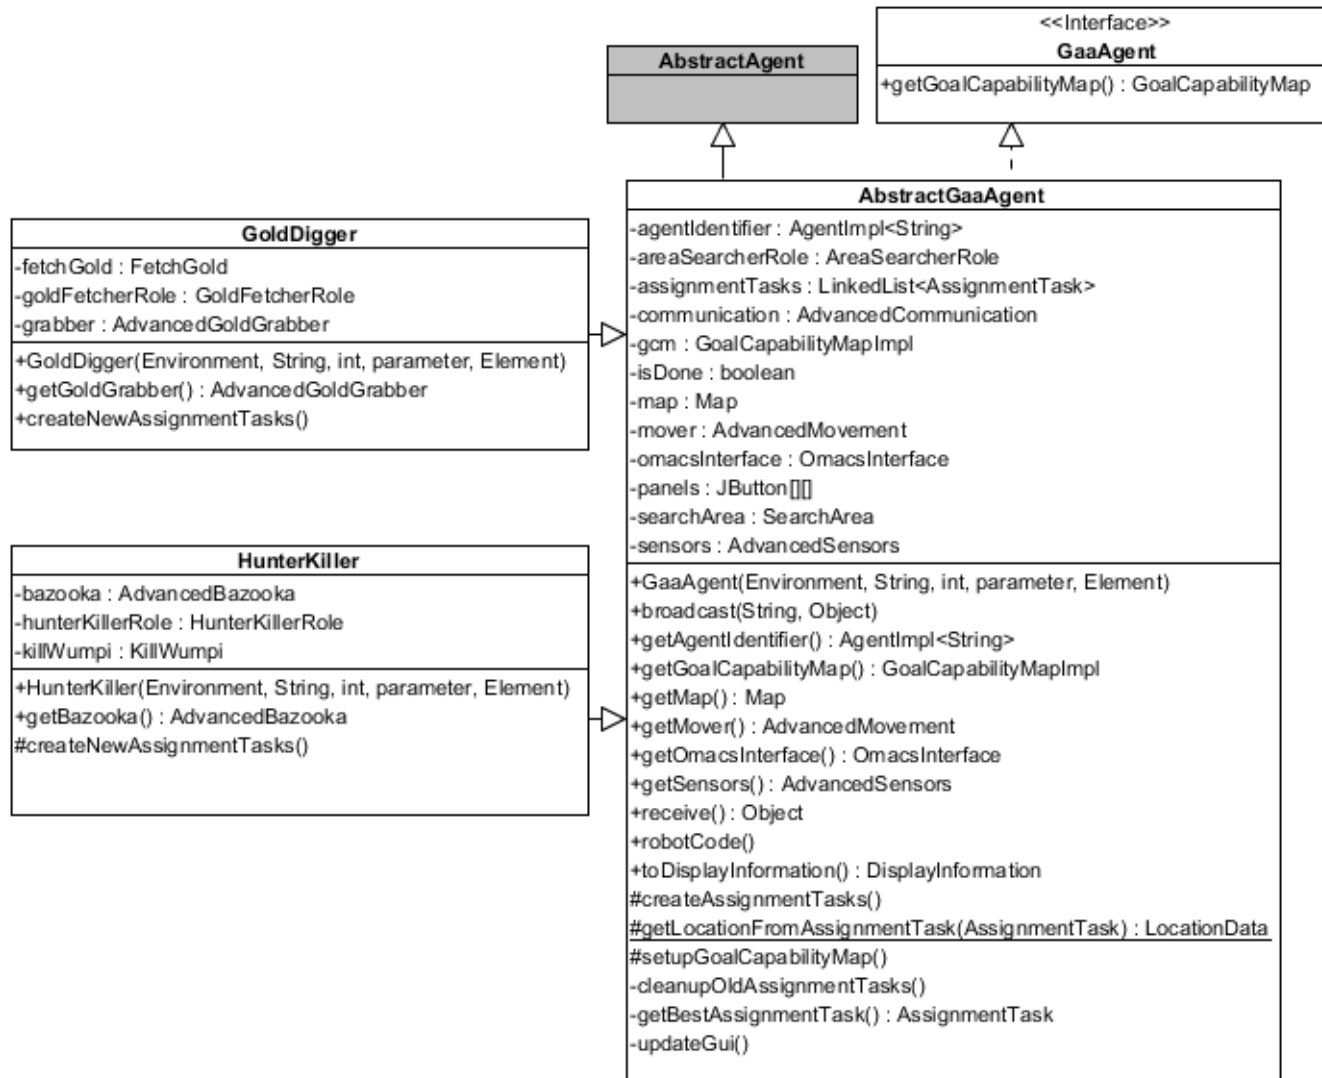 <<Interface>>
GaaAgent
+getGoalCapabilityMap() : GoalCapabilityMap
AbstractAgent
AbstractGaaAgent
-agentIdentifier : AgentImpl<String>
-areaSearcherRole : AreaSearcherRole
-assignmentTasks : LinkedList<AssignmentTask>
-communication : AdvancedCommunication
-gcm : GoalCapabilityMapImpl
-isDone : boolean
-map : Map
-mover : AdvancedMovement
-omacsInterface : OmacsInterface
-panels : JButton[][]
-searchArea : SearchArea
-sensors : AdvancedSensors
+GaaAgent(Environment, String, int, parameter, Element)
+broadcast(String, Object)
+getAgentIdentifier() : AgentImpl<String>
+getGoalCapabilityMap() : GoalCapabilityMapImpl
+getMap() : Map
+getMover() : AdvancedMovement
+getOmacsInterface() : OmacsInterface
+getSensors() : AdvancedSensors
+receive() : Object
+robotCode()
+toDisplayInformation() : DisplayInformation
#createAssignmentTasks()
#getLocationFromAssignmentTask(AssignmentTask) : LocationData
#setupGoalCapabilityMap()
-cleanupOldAssignmentTasks()
-getBestAssignmentTask() : AssignmentTask
-updateGui()
GoldDigger
-fetchGold : FetchGold
-goldFetcherRole : GoldFetcherRole
-grabber : AdvancedGoldGrabber
+GoldDigger(Environment, String, int, parameter, Element)
+getGoldGrabber() : AdvancedGoldGrabber
+createNewAssignmentTasks()
HunterKiller
-bazooka : AdvancedBazooka
-hunterKillerRole : HunterKillerRole
-killWumpi : KillWumpi
+HunterKiller(Environment, String, int, parameter, Element)
+getBazooka() : AdvancedBazooka
#createNewAssignmentTasks()